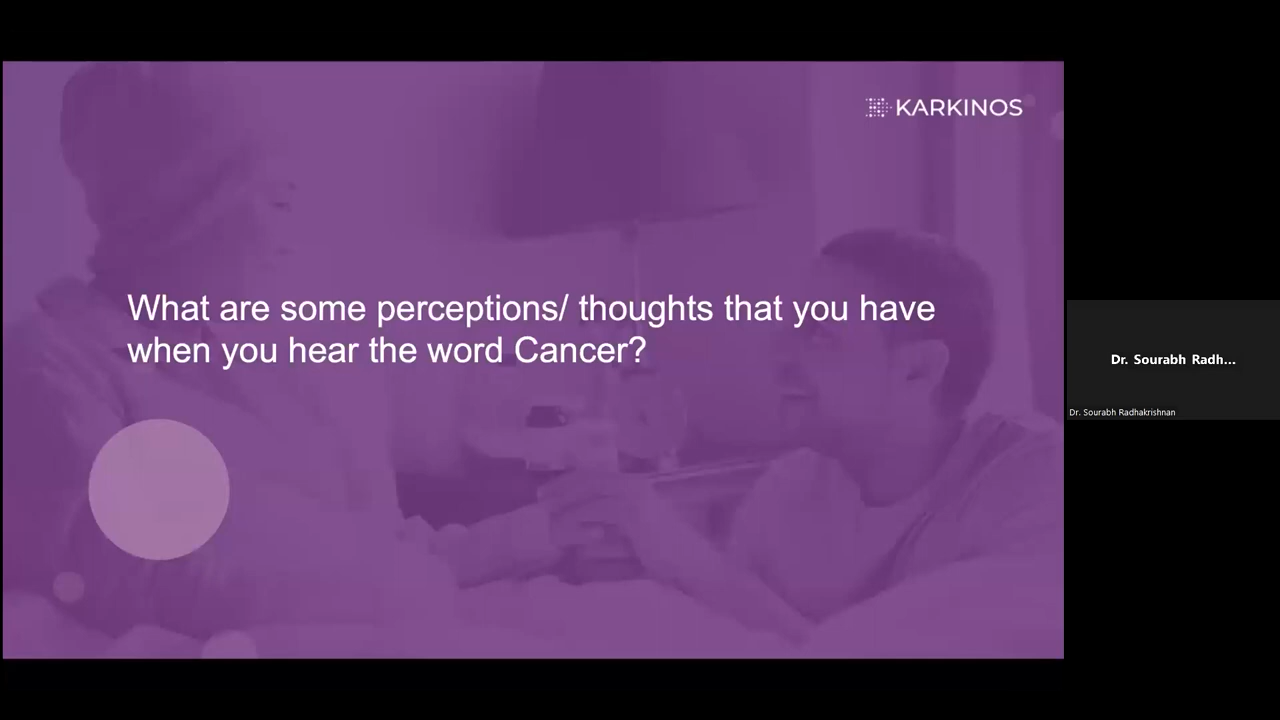 KARKINOS
What are some perceptions/ thoughts that you have
when you hear the word Cancer?
Dr. Sourabh Radh...
Dr. Sourabh Radhakrishnan